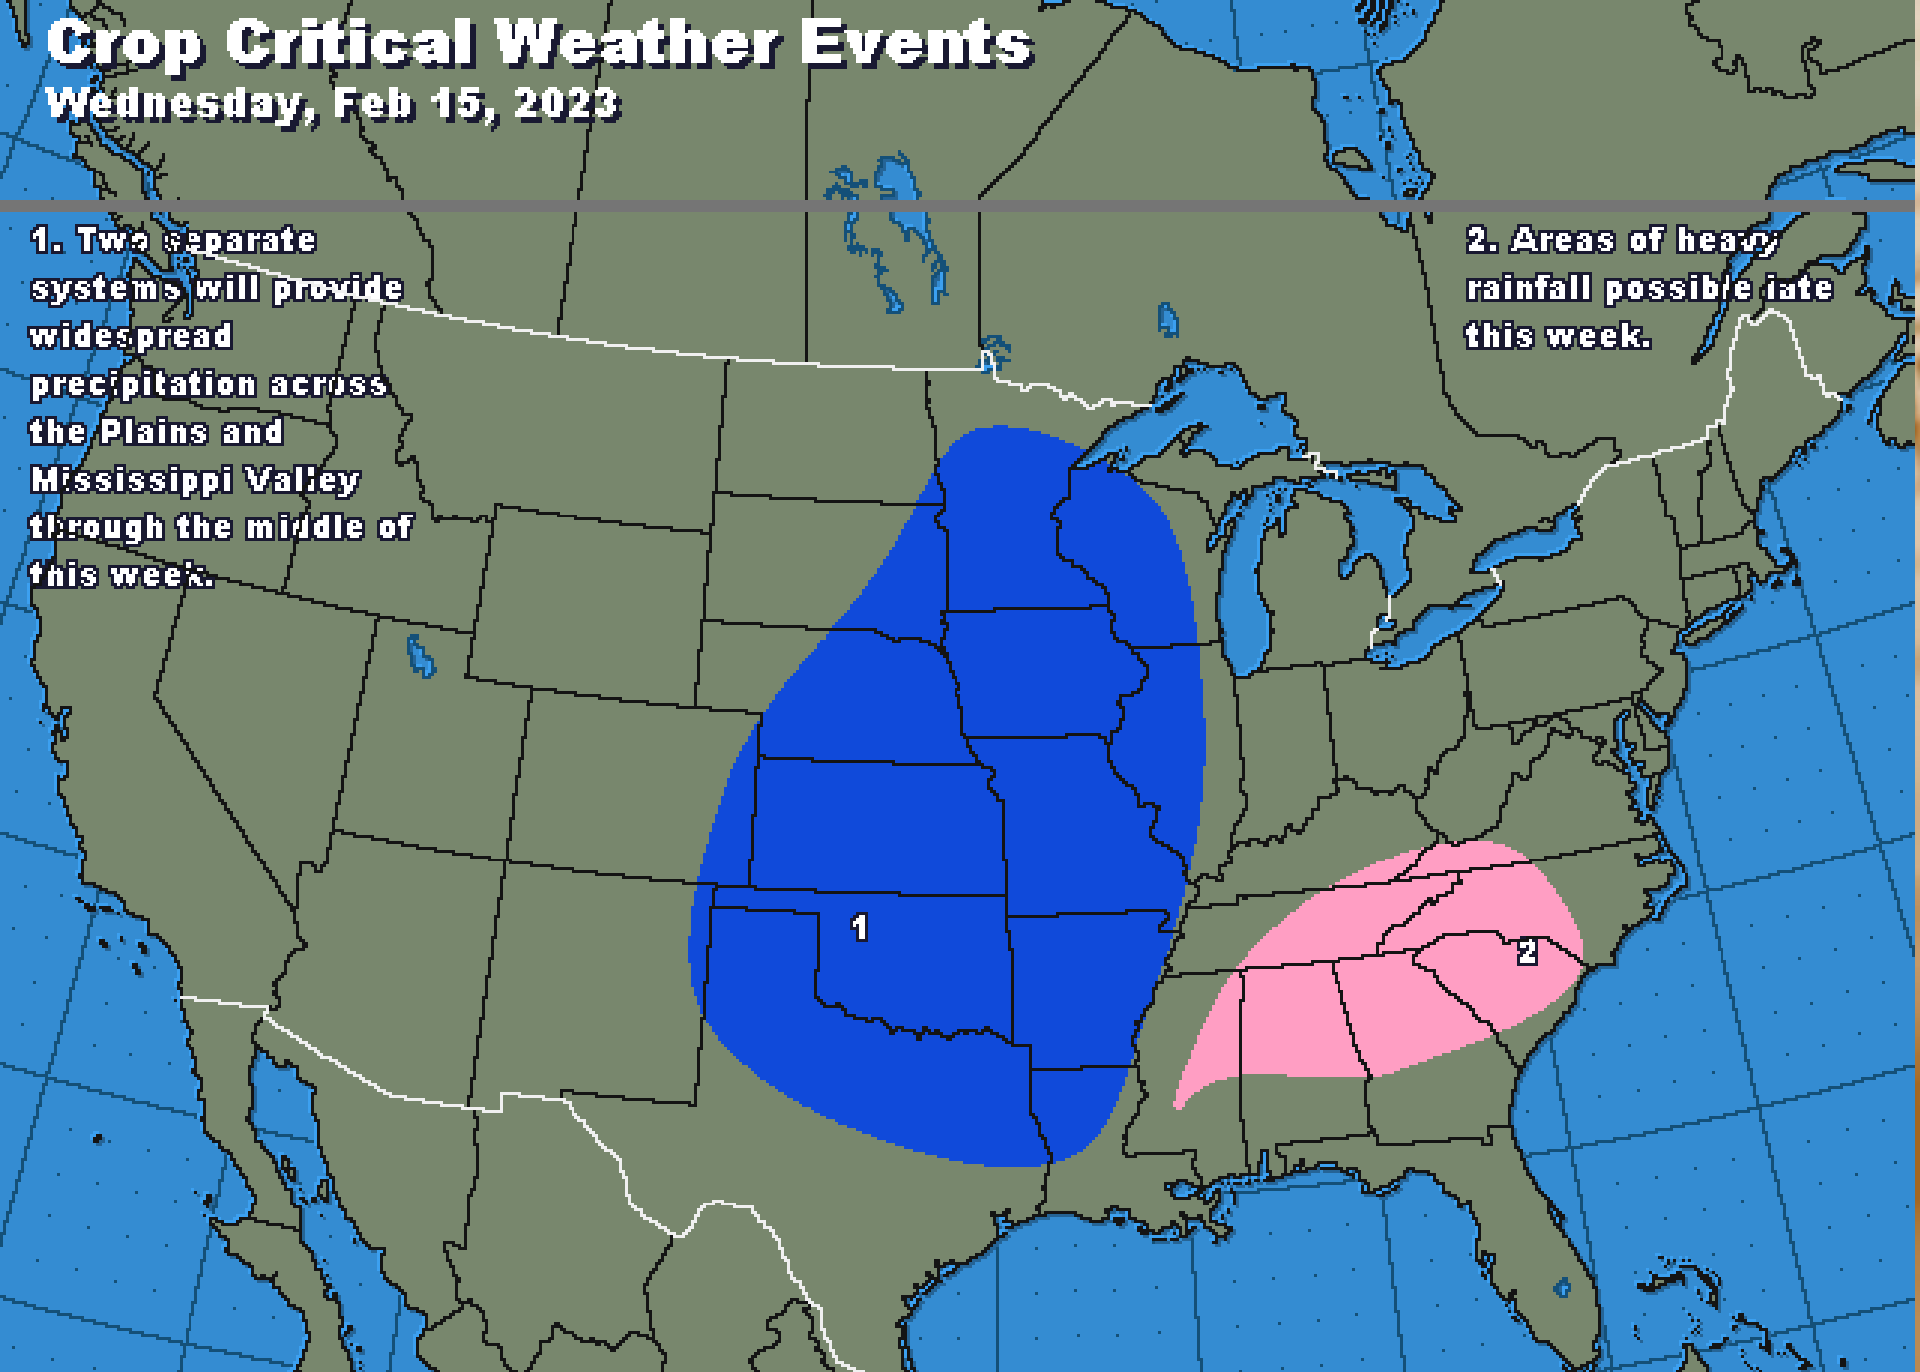 Crop Critical Weather Events
Wednesday, Feb 15, 2023
1. Two separate
systems will provide
widespread
precipitation across
the Plains and
Mississippi Valley
through the middle of
this week.
2. Areas of heavy
rainfall possible late
this week.
1
2